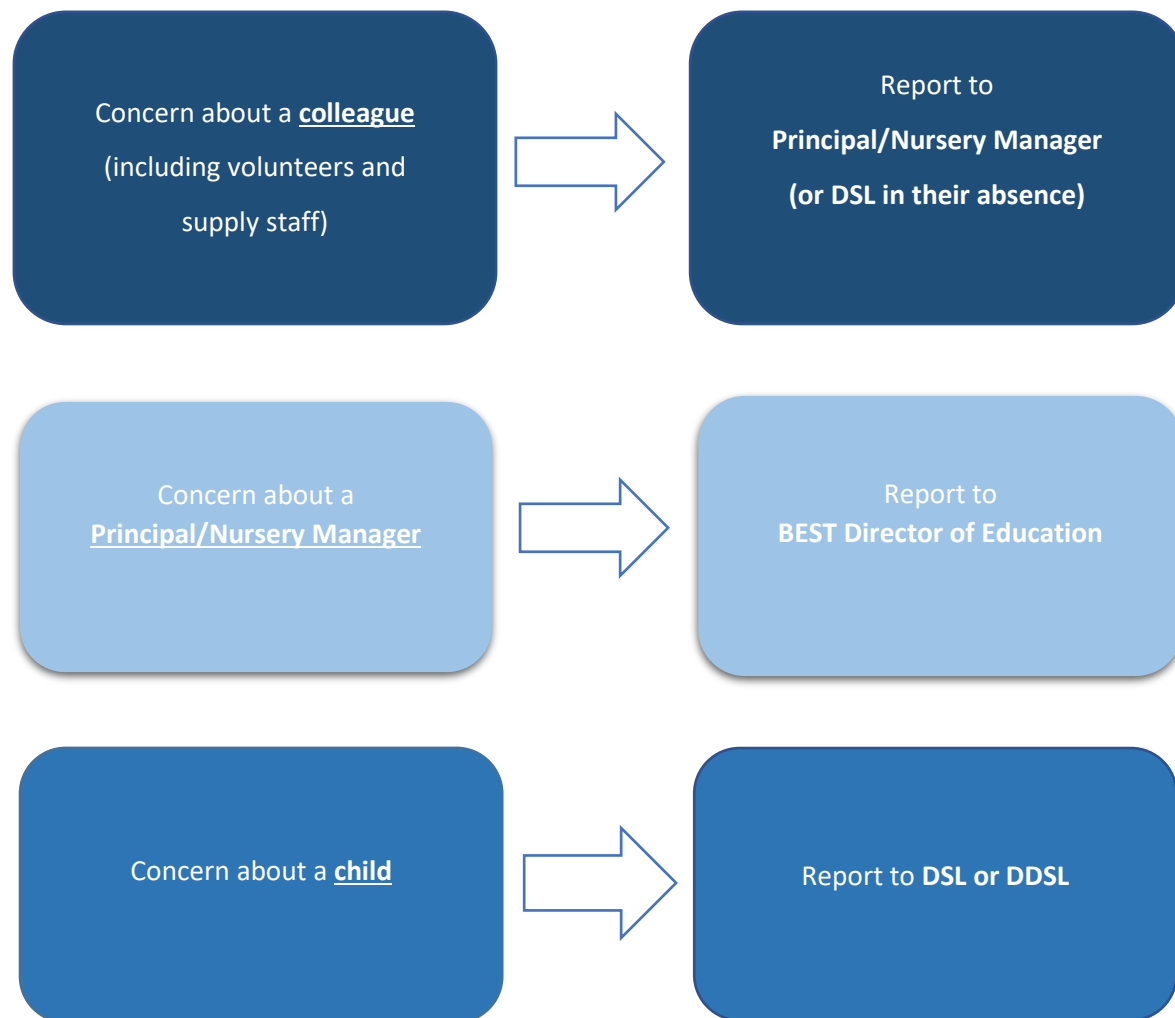 Concern about a colleague
(including volunteers and
supply staff)
Report to
Principal/Nursery Manager
(or DSL in their absence)
Concern about a
Principal/Nursery Manager
Report to
BEST Director of Education
Concern about a child
Report to DSL or DDSL